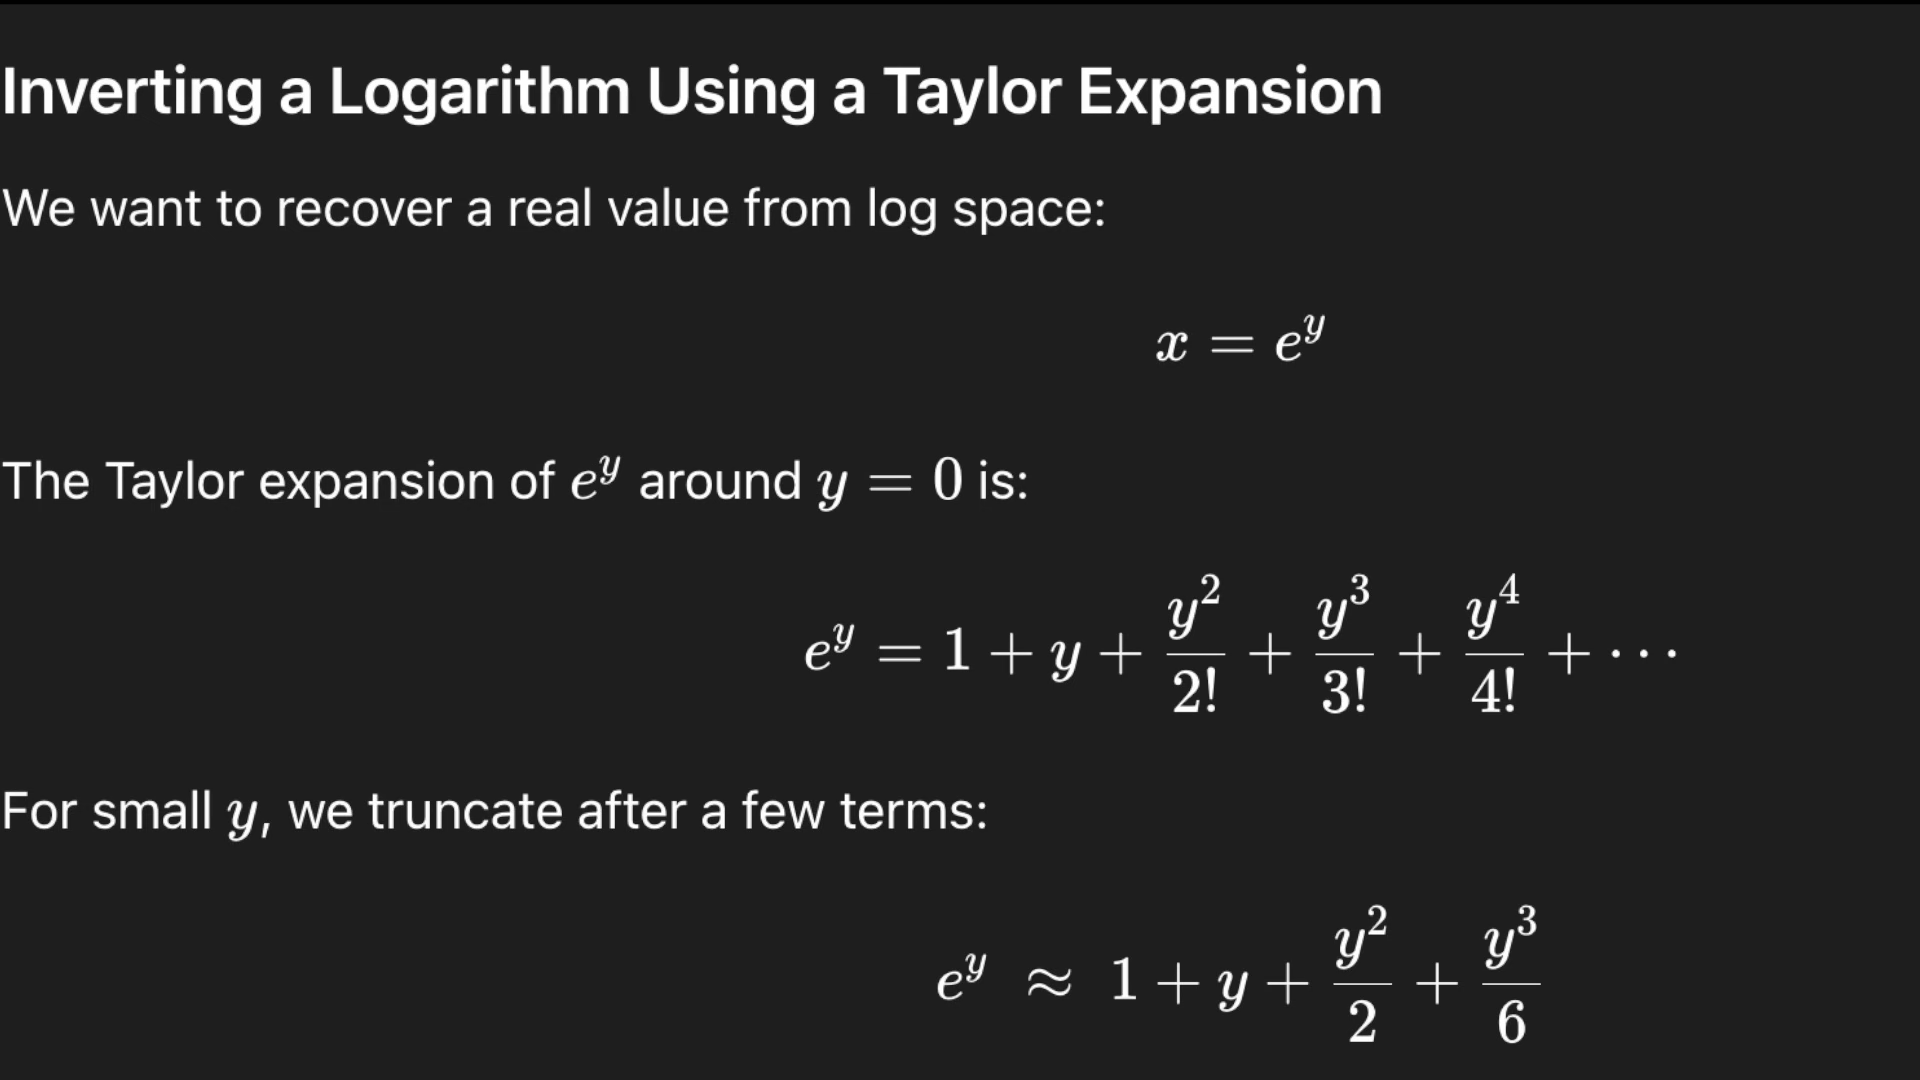 Inverting a Logarithm Using a Taylor Expansion
We want to recover a real value from log space:
x = e^y
The Taylor expansion of e^y around y = 0 is:
e^y = 1 + y + y^2/2! + y^3/3! + y^4/4! + ···
For small y, we truncate after a few terms:
e^y ≈ 1 + y + y^2/2 + y^3/6